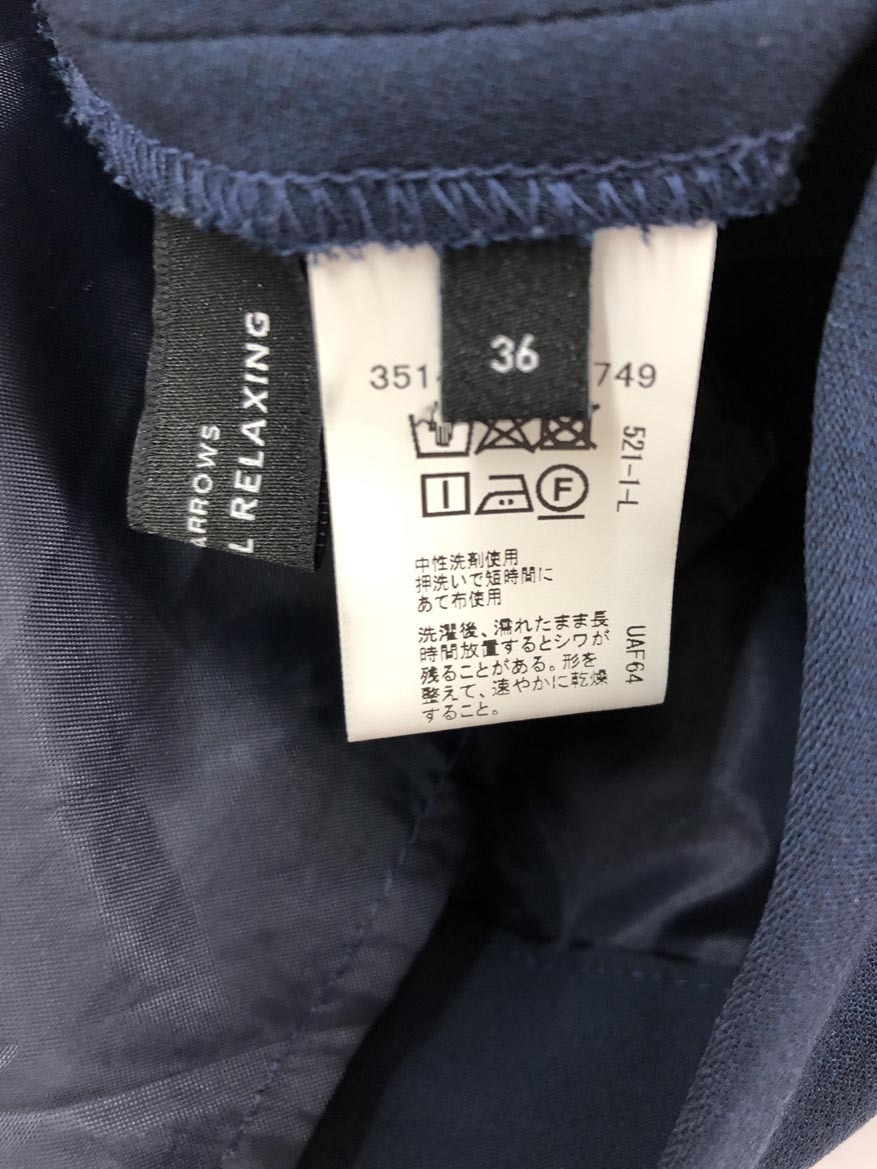 ARROWS
L RELAXING
36
351
749
521-1-L
I
F
中性洗剤使用
押洗いで短時間に
あて布使用
洗濯後、濡れたまま長
時間放置するとシワが
残ることがある。形を
整えて、速やかに乾燥
すること。
UAF64